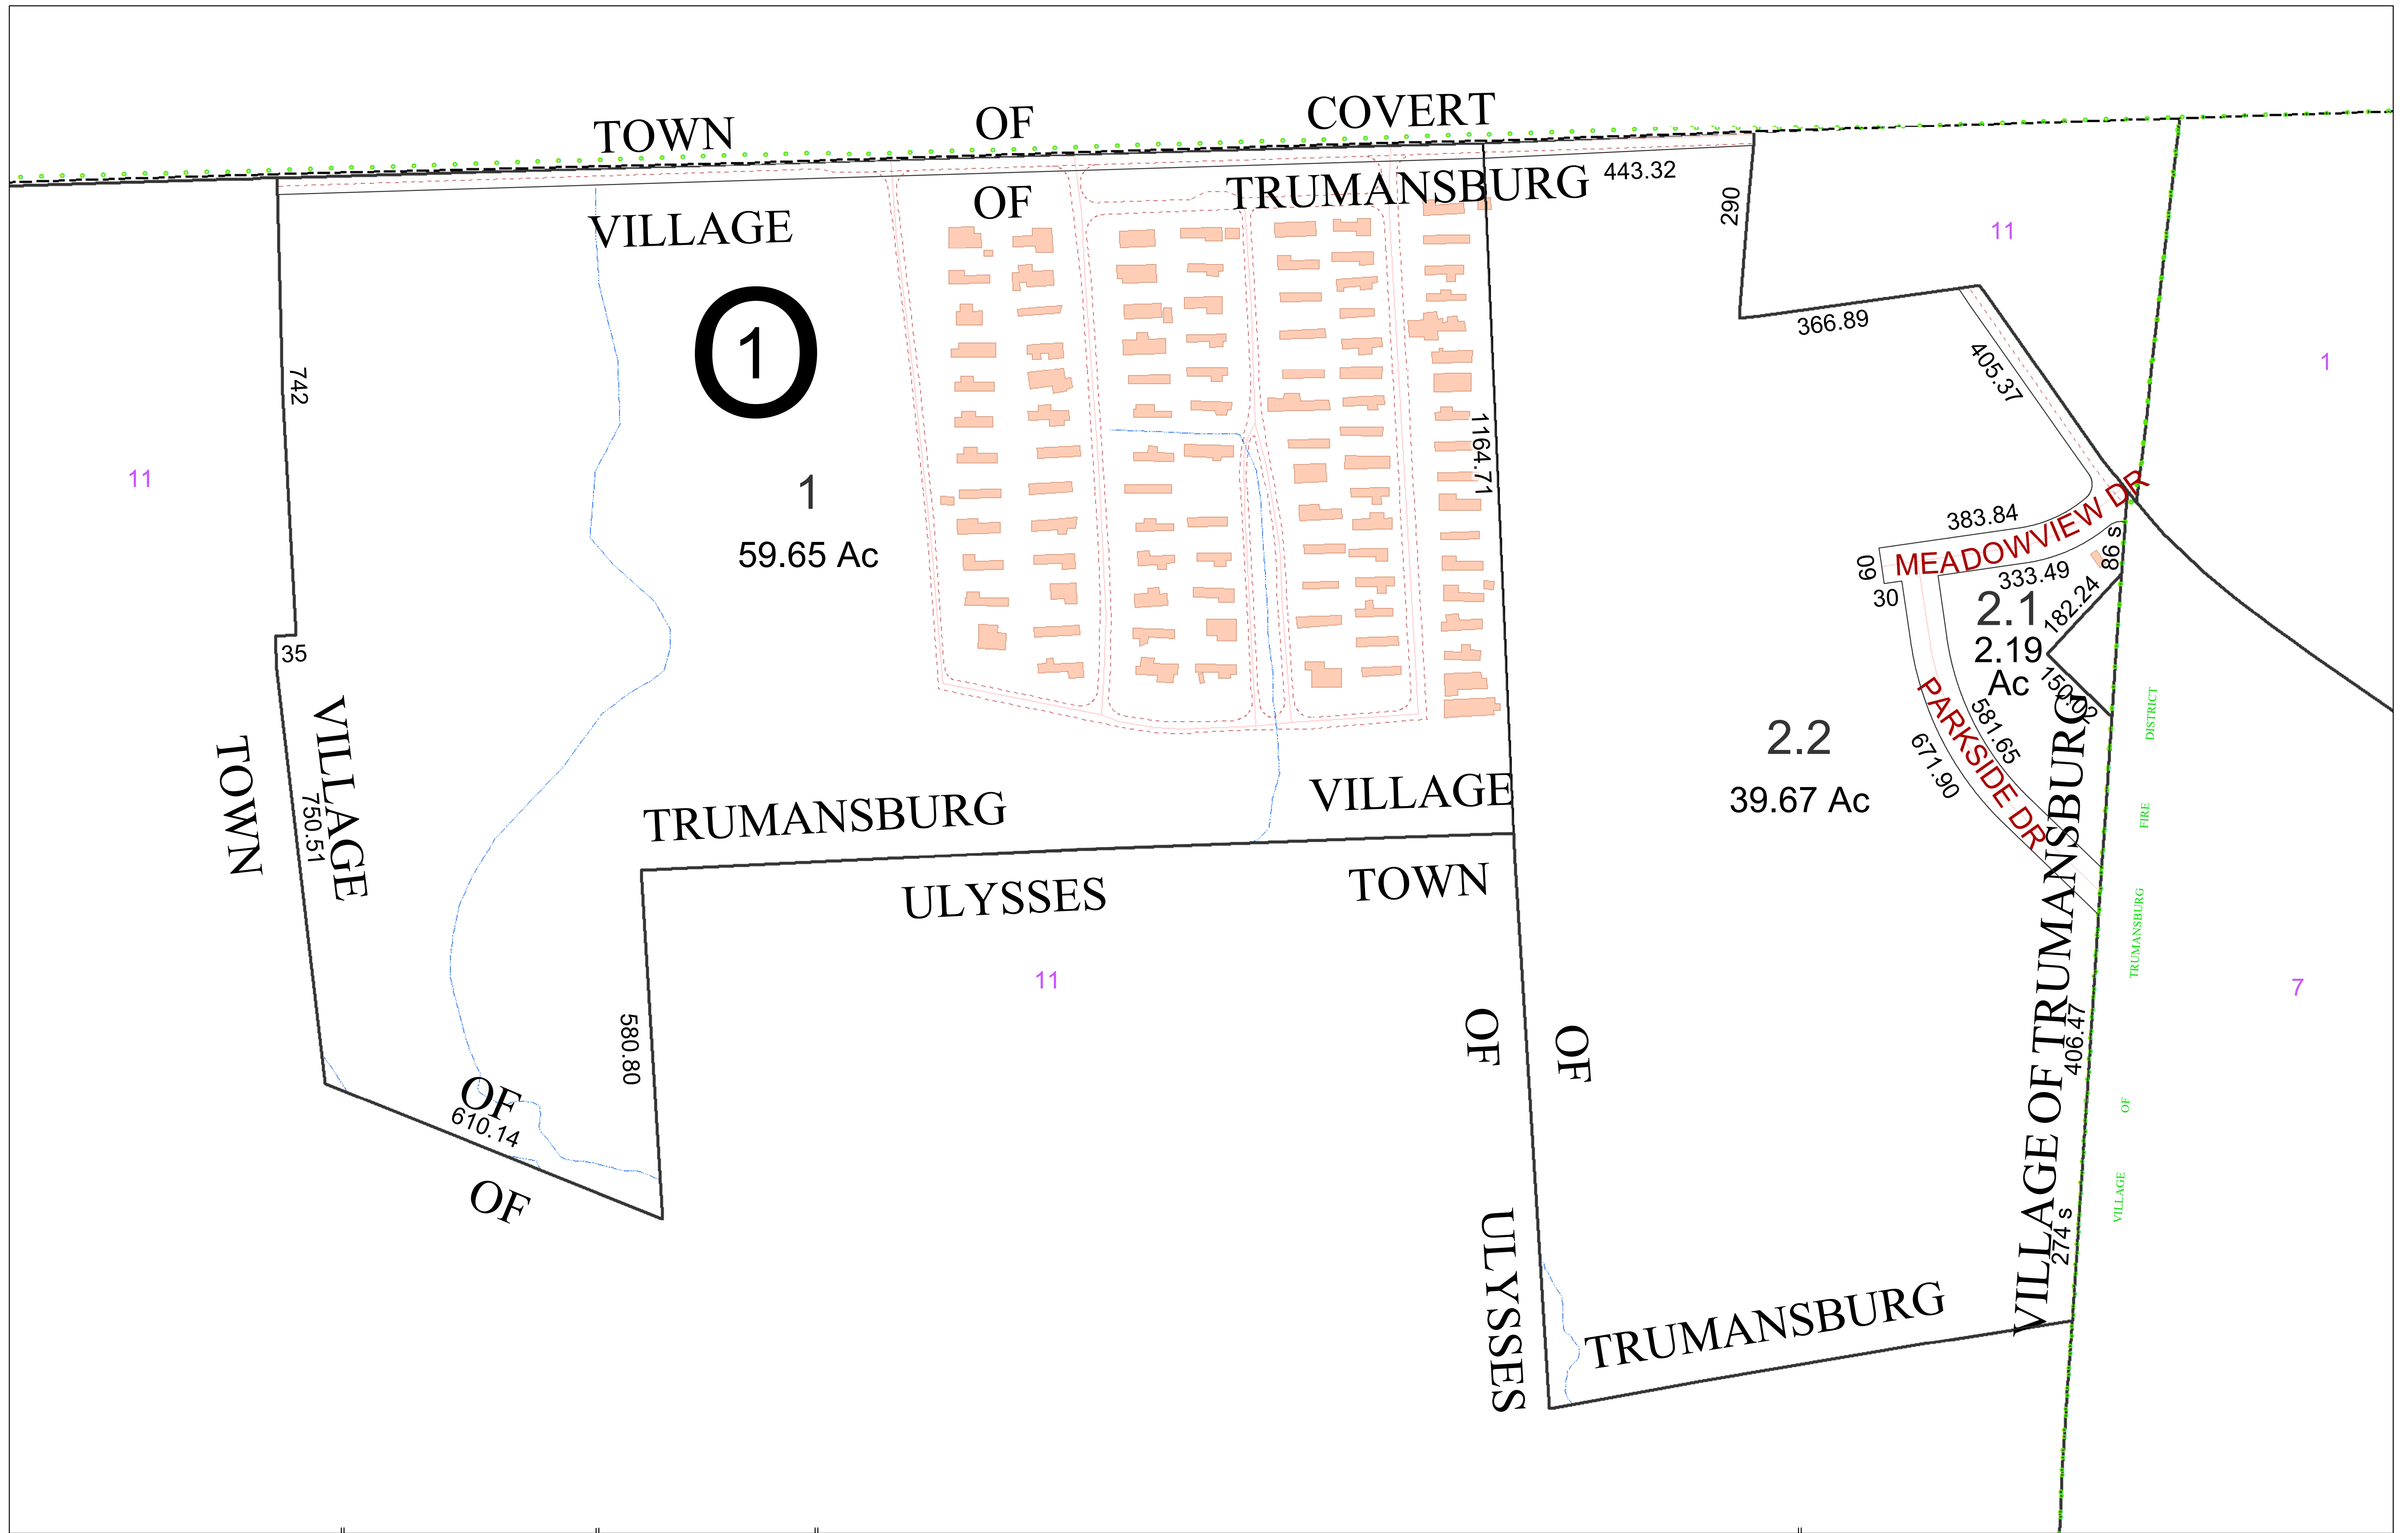 TOWN OF COVERT
VILLAGE OF TRUMANSBURG
443.32
290
11
366.89
405.37
1
1
742
11
1
59.65 Ac
1164.71
MEADOWVIEW DR
383.84
60
30
333.49
86 s
2.1
2.19
Ac
182.24
150.02
35
VILLAGE
TOWN
750.51
PARKSIDE DR
581.65
671.90
2.2
39.67 Ac
TRUMANSBURG VILLAGE
ULYSSES TOWN
11
580.80
OF
610.14
OF
OF
OF
ULYSSES
TRUMANSBURG
VILLAGE OF TRUMANSBURG
406.47
274 s
VILLAGE OF TRUMANSBURG FIRE DISTRICT
7